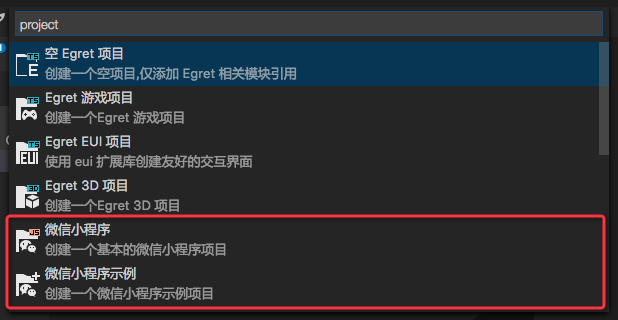 project
空 Egret 项目
创建一个空项目,仅添加 Egret 相关模块引用
Egret 游戏项目
创建一个Egret 游戏项目
Egret EUI 项目
使用 eui 扩展库创建友好的交互界面
Egret 3D 项目
创建一个Egret 3D 项目
微信小程序
创建一个基本的微信小程序项目
微信小程序示例
创建一个微信小程序示例项目